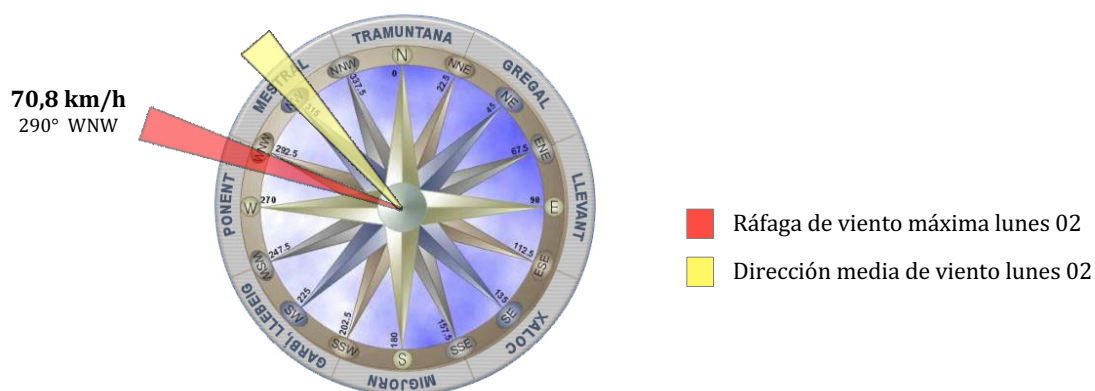 70,8 km/h
290° WNW
TRAMUNTANA
GREGAL
LLEVANT
XALOC
MIGJORN
GARBÍ, LLEBEIG
PONENT
MESTRAL
N
NNE
NE
ENE
E
ESE
SE
SSE
S
SSW
SW
WSW
W
WNW
NNW
0
22.5
45
67.5
90
112.5
135
157.5
180
202.5
225
247.5
270
292.5
315
337.5
Ráfaga de viento máxima lunes 02
Dirección media de viento lunes 02